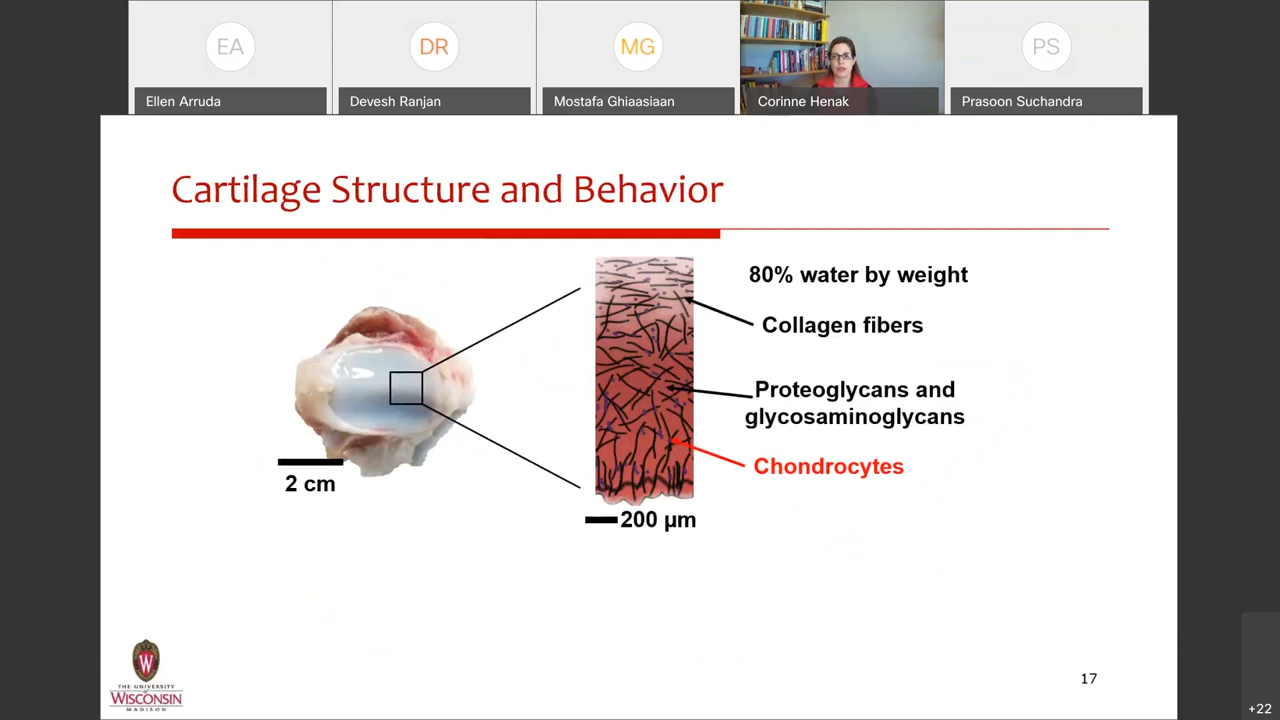 EA
DR
MG
PS
Ellen Arruda
Devesh Ranjan
Mostafa Ghiaasiaan
Corinne Henak
Prasoon Suchandra
Cartilage Structure and Behavior
80% water by weight
Collagen fibers
Proteoglycans and
glycosaminoglycans
Chondrocytes
2 cm
200 µm
W
THE UNIVERSITY
of
WISCONSIN
MADISON
17
+22